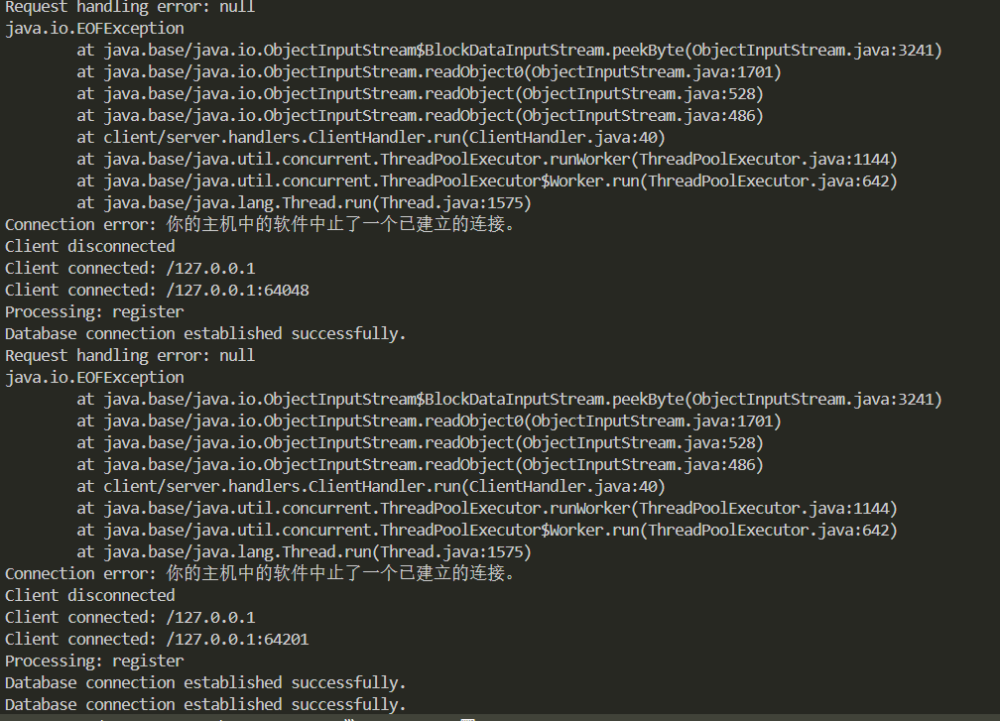 Request handling error: null
java.io.EOFException
        at java.base/java.io.ObjectInputStream$BlockDataInputStream.peekByte(ObjectInputStream.java:3241)
        at java.base/java.io.ObjectInputStream.readObject0(ObjectInputStream.java:1701)
        at java.base/java.io.ObjectInputStream.readObject(ObjectInputStream.java:528)
        at java.base/java.io.ObjectInputStream.readObject(ObjectInputStream.java:486)
        at client/server.handlers.ClientHandler.run(ClientHandler.java:40)
        at java.base/java.util.concurrent.ThreadPoolExecutor.runWorker(ThreadPoolExecutor.java:1144)
        at java.base/java.util.concurrent.ThreadPoolExecutor$Worker.run(ThreadPoolExecutor.java:642)
        at java.base/java.lang.Thread.run(Thread.java:1575)
Connection error: 你的主机中的软件中止了一个已建立的连接。
Client disconnected
Client connected: /127.0.0.1
Client connected: /127.0.0.1:64048
Processing: register
Database connection established successfully.
Request handling error: null
java.io.EOFException
        at java.base/java.io.ObjectInputStream$BlockDataInputStream.peekByte(ObjectInputStream.java:3241)
        at java.base/java.io.ObjectInputStream.readObject0(ObjectInputStream.java:1701)
        at java.base/java.io.ObjectInputStream.readObject(ObjectInputStream.java:528)
        at java.base/java.io.ObjectInputStream.readObject(ObjectInputStream.java:486)
        at client/server.handlers.ClientHandler.run(ClientHandler.java:40)
        at java.base/java.util.concurrent.ThreadPoolExecutor.runWorker(ThreadPoolExecutor.java:1144)
        at java.base/java.util.concurrent.ThreadPoolExecutor$Worker.run(ThreadPoolExecutor.java:642)
        at java.base/java.lang.Thread.run(Thread.java:1575)
Connection error: 你的主机中的软件中止了一个已建立的连接。
Client disconnected
Client connected: /127.0.0.1
Client connected: /127.0.0.1:64201
Processing: register
Database connection established successfully.
Database connection established successfully.